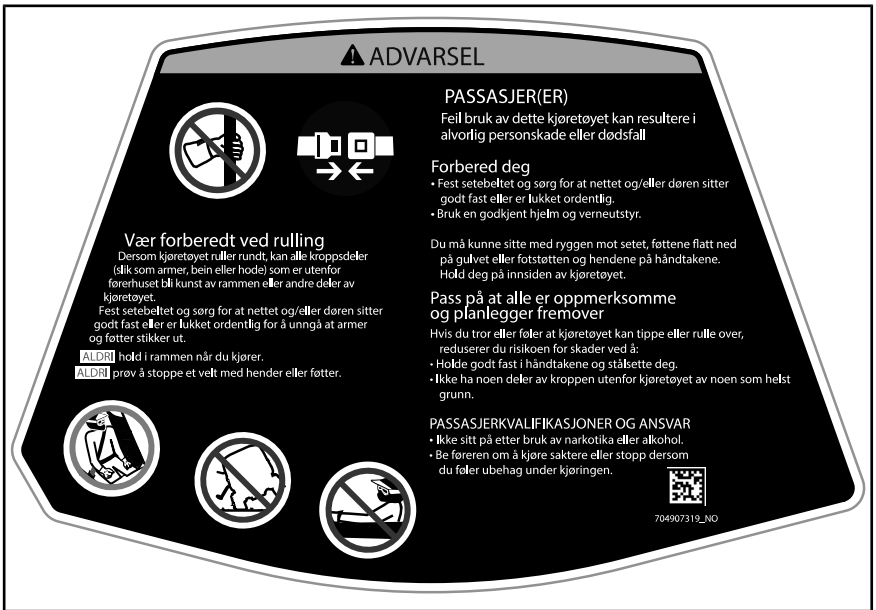 ADVARSEL
Vær forberedt ved rulling
Dersom kjøretøyet ruller rundt, kan alle kroppsdeler
(slik som armer, bein eller hode) som er utenfor
førerhuset bli kunst av rammen eller andre deler av
kjøretøyet.
Fest setebeltet og sørg for at nettet og/eller døren sitter
godt fast eller er lukket ordentlig for å unngå at armer
og føtter stikker ut.
ALDRI hold i rammen når du kjører.
ALDRI prøv å stoppe et velt med hender eller føtter.
PASSASJER(ER)
Feil bruk av dette kjøretøyet kan resultere i
alvorlig personskade eller dødsfall
Forbered deg
• Fest setebeltet og sørg for at nettet og/eller døren sitter
godt fast eller er lukket ordentlig.
• Bruk en godkjent hjelm og verneutstyr.
Du må kunne sitte med ryggen mot setet, føttene flatt ned
på gulvet eller fotstøtten og hendene på håndtakene.
Hold deg på innsiden av kjøretøyet.
Pass på at alle er oppmerksomme
og planlegger fremover
Hvis du tror eller føler at kjøretøyet kan tippe eller rulle over,
reduserer du risikoen for skader ved å:
• Holde godt fast i håndtakene og stålsette deg.
• Ikke ha noen deler av kroppen utenfor kjøretøyet av noen som helst
grunn.
PASSASJERKVALIFIKASJONER OG ANSVAR
• Ikke sitt på etter bruk av narkotika eller alkohol.
• Be føreren om å kjøre saktere eller stopp dersom
du føler ubehag under kjøringen.
704907319_NO